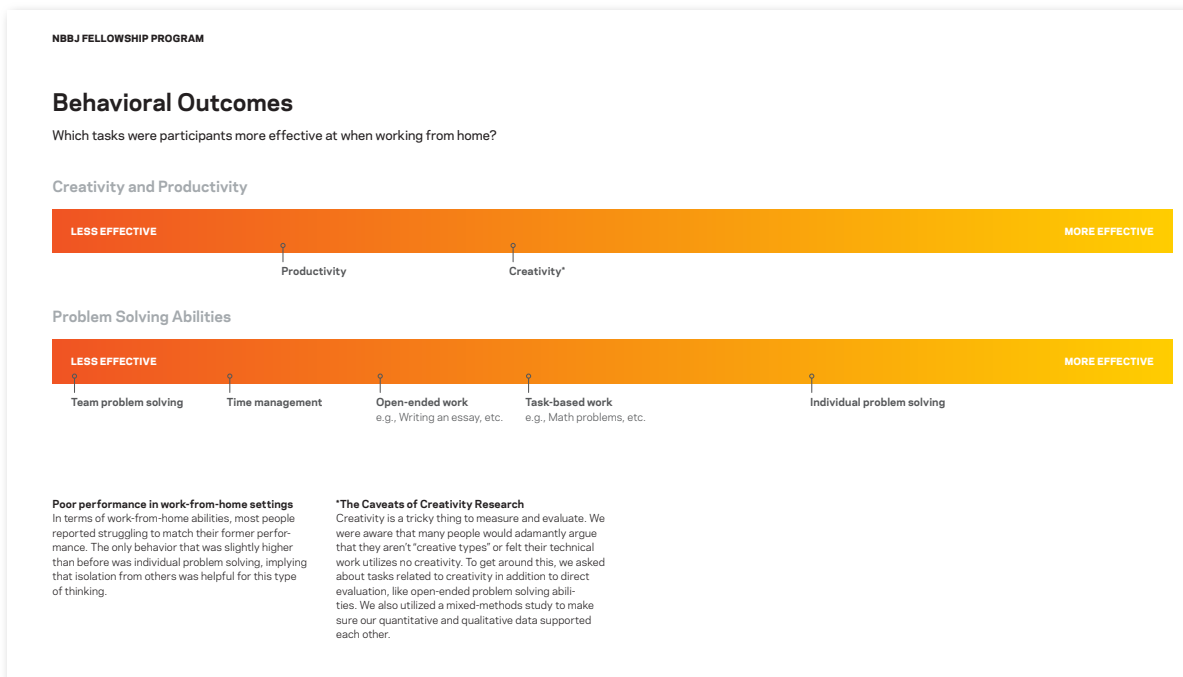 NBBJ FELLOWSHIP PROGRAM
Behavioral Outcomes
Which tasks were participants more effective at when working from home?
Creativity and Productivity
LESS EFFECTIVE
MORE EFFECTIVE
Productivity
Creativity*
Problem Solving Abilities
LESS EFFECTIVE
MORE EFFECTIVE
Team problem solving
Time management
Open-ended work
e.g., Writing an essay, etc.
Task-based work
e.g., Math problems, etc.
Individual problem solving
Poor performance in work-from-home settings
In terms of work-from-home abilities, most people
reported struggling to match their former perfor-
mance. The only behavior that was slightly higher
than before was individual problem solving, implying
that isolation from others was helpful for this type
of thinking.
*The Caveats of Creativity Research
Creativity is a tricky thing to measure and evaluate. We
were aware that many people would adamantly argue
that they aren't "creative types" or felt their technical
work utilizes no creativity. To get around this, we asked
about tasks related to creativity in addition to direct
evaluation, like open-ended problem solving abili-
ties. We also utilized a mixed-methods study to make
sure our quantitative and qualitative data supported
each other.